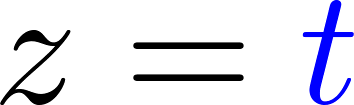 z = t